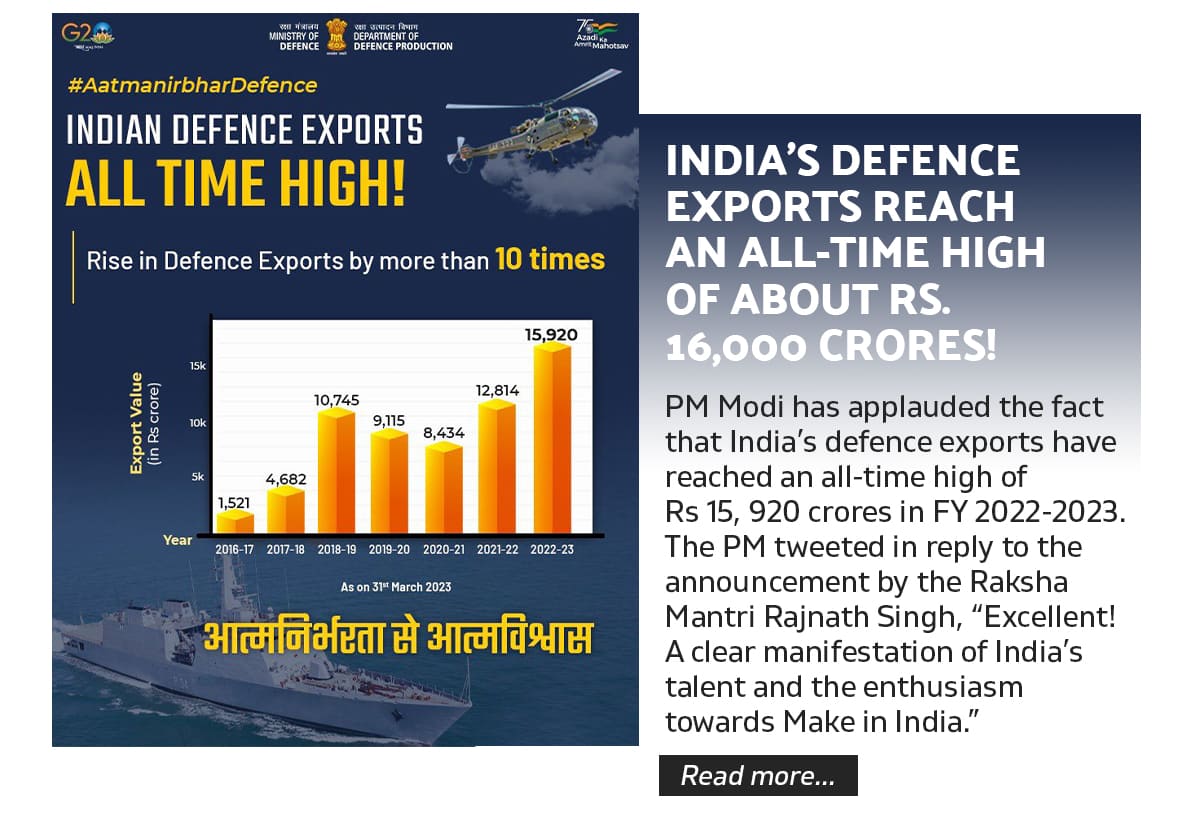 G20
रक्षा मंत्रालय
MINISTRY OF
DEFENCE
रक्षा उत्पादन विभाग
DEPARTMENT OF
DEFENCE PRODUCTION
75
Azadi Ka
Amrit Mahotsav
#AatmanirbharDefence
INDIAN DEFENCE EXPORTS
ALL TIME HIGH!
Rise in Defence Exports by more than 10 times
Export Value
(in Rs crore)
15k
10k
5k
1,521
4,682
10,745
9,115
8,434
12,814
15,920
Year
2016-17 2017-18 2018-19 2019-20 2020-21 2021-22 2022-23
As on 31st March 2023
आत्मनिर्भरता से आत्मविश्वास
INDIA’S DEFENCE
EXPORTS REACH
AN ALL-TIME HIGH
OF ABOUT RS.
16,000 CRORES!
PM Modi has applauded the fact
that India’s defence exports have
reached an all-time high of
Rs 15, 920 crores in FY 2022-2023.
The PM tweeted in reply to the
announcement by the Raksha
Mantri Rajnath Singh, “Excellent!
A clear manifestation of India’s
talent and the enthusiasm
towards Make in India.”
Read more...